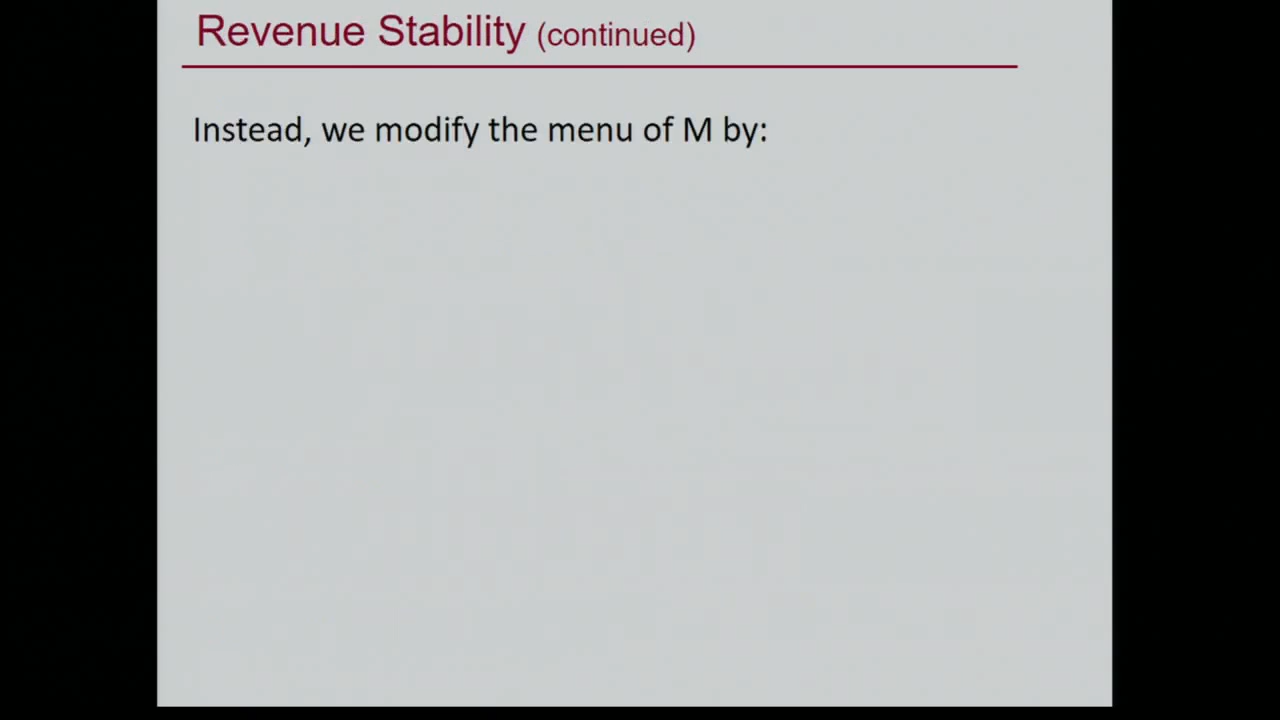 Revenue Stability (continued)
Instead, we modify the menu of M by: